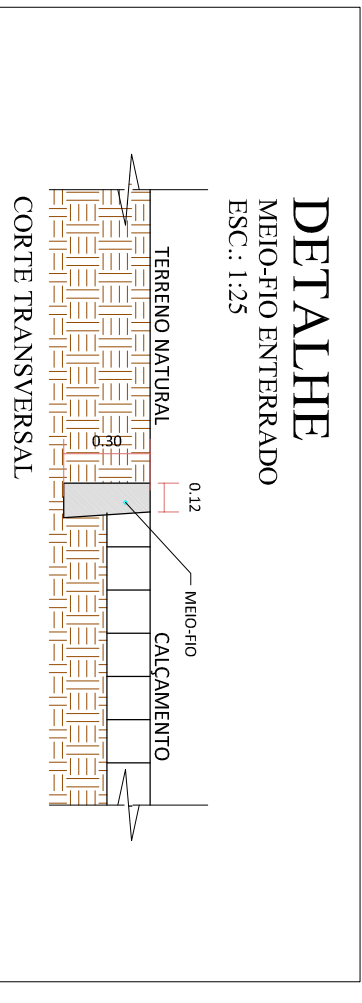 DETALHE
MEIO-FIO ENTERRADO
ESC.: 1:25
0.12
MEIO-FIO
TERRENO NATURAL
CALÇAMENTO
0.30
CORTE TRANSVERSAL